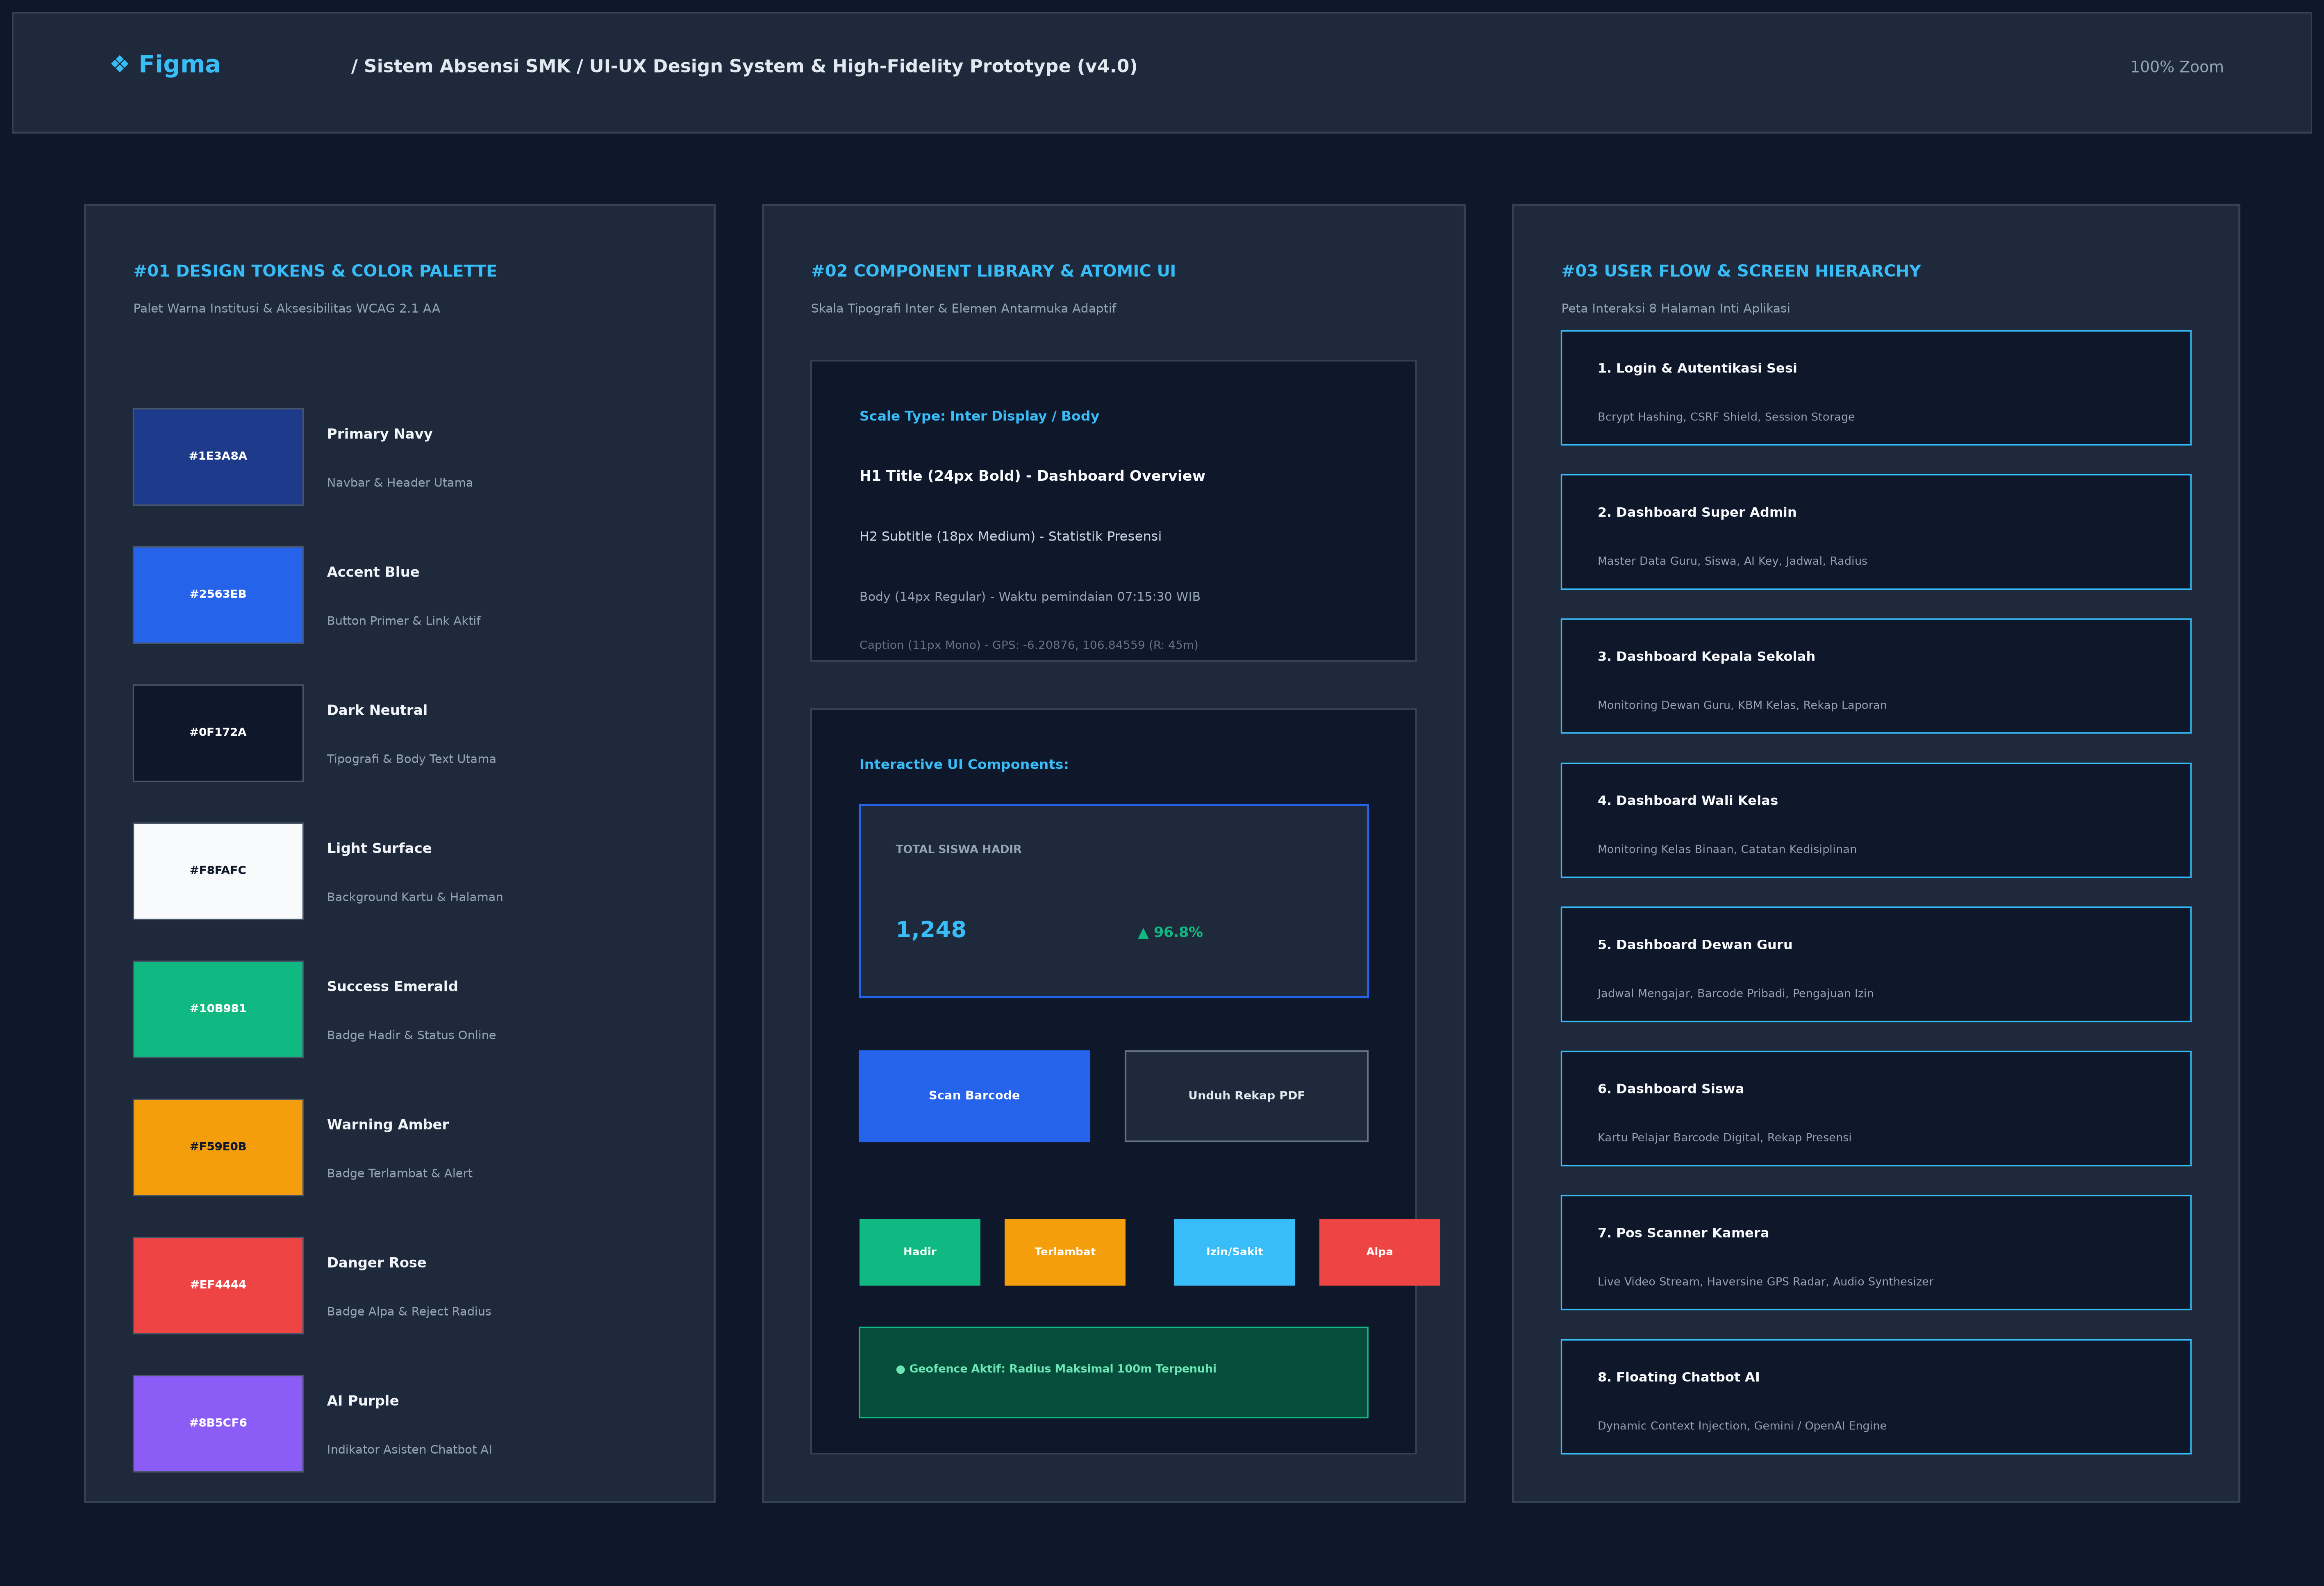 ❖ Figma / Sistem Absensi SMK / UI-UX Design System & High-Fidelity Prototype (v4.0) 100% Zoom
#01 DESIGN TOKENS & COLOR PALETTE
Palet Warna Institusi & Aksesibilitas WCAG 2.1 AA
#1E3A8A
Primary Navy
Navbar & Header Utama
#2563EB
Accent Blue
Button Primer & Link Aktif
#0F172A
Dark Neutral
Tipografi & Body Text Utama
#F8FAFC
Light Surface
Background Kartu & Halaman
#10B981
Success Emerald
Badge Hadir & Status Online
#F59E0B
Warning Amber
Badge Terlambat & Alert
#EF4444
Danger Rose
Badge Alpa & Reject Radius
#8B5CF6
AI Purple
Indikator Asisten Chatbot AI
#02 COMPONENT LIBRARY & ATOMIC UI
Skala Tipografi Inter & Elemen Antarmuka Adaptif
Scale Type: Inter Display / Body
H1 Title (24px Bold) - Dashboard Overview
H2 Subtitle (18px Medium) - Statistik Presensi
Body (14px Regular) - Waktu pemindaian 07:15:30 WIB
Caption (11px Mono) - GPS: -6.20876, 106.84559 (R: 45m)
Interactive UI Components:
TOTAL SISWA HADIR
1,248 ▲ 96.8%
Scan Barcode
Unduh Rekap PDF
Hadir
Terlambat
Izin/Sakit
Alpa
● Geofence Aktif: Radius Maksimal 100m Terpenuhi
#03 USER FLOW & SCREEN HIERARCHY
Peta Interaksi 8 Halaman Inti Aplikasi
1. Login & Autentikasi Sesi
Bcrypt Hashing, CSRF Shield, Session Storage
2. Dashboard Super Admin
Master Data Guru, Siswa, AI Key, Jadwal, Radius
3. Dashboard Kepala Sekolah
Monitoring Dewan Guru, KBM Kelas, Rekap Laporan
4. Dashboard Wali Kelas
Monitoring Kelas Binaan, Catatan Kedisiplinan
5. Dashboard Dewan Guru
Jadwal Mengajar, Barcode Pribadi, Pengajuan Izin
6. Dashboard Siswa
Kartu Pelajar Barcode Digital, Rekap Presensi
7. Pos Scanner Kamera
Live Video Stream, Haversine GPS Radar, Audio Synthesizer
8. Floating Chatbot AI
Dynamic Context Injection, Gemini / OpenAI Engine